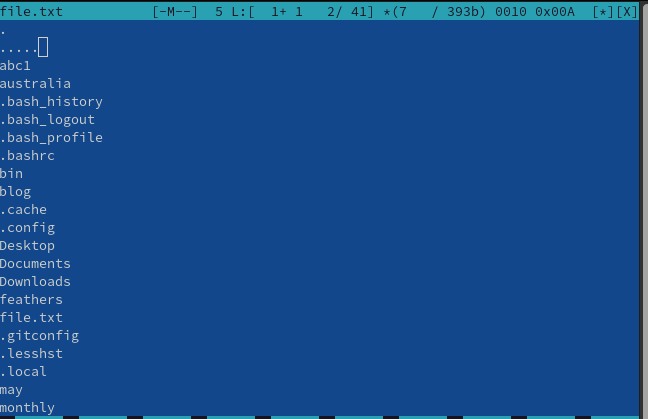 file.txt [-M--] 5 L:[ 1+ 1 2/ 41] *(7 / 393b) 0010 0x00A [*][X]
.
.....
abc1
australia
.bash_history
.bash_logout
.bash_profile
.bashrc
bin
blog
.cache
.config
Desktop
Documents
Downloads
feathers
file.txt
.gitconfig
.lesshst
.local
may
monthly